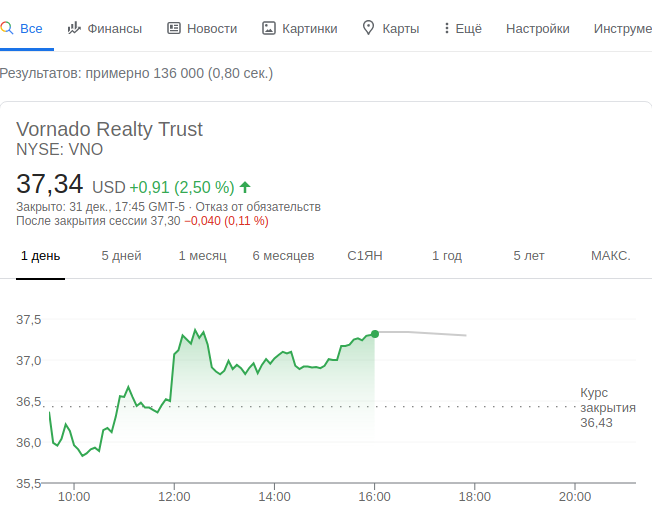 Все Финансы Новости Картинки Карты Ещё Настройки Инструме
Результатов: примерно 136 000 (0,80 сек.)
Vornado Realty Trust
NYSE: VNO
37,34 USD +0,91 (2,50 %)
Закрыто: 31 дек., 17:45 GMT-5 · Отказ от обязательств
После закрытия сессии 37,30 −0,040 (0,11 %)
1 день 5 дней 1 месяц 6 месяцев С1ЯН 1 год 5 лет МАКС.
37,5
37,0
36,5
36,0
35,5
Курс
закрытия
36,43
10:00 12:00 14:00 16:00 18:00 20:00